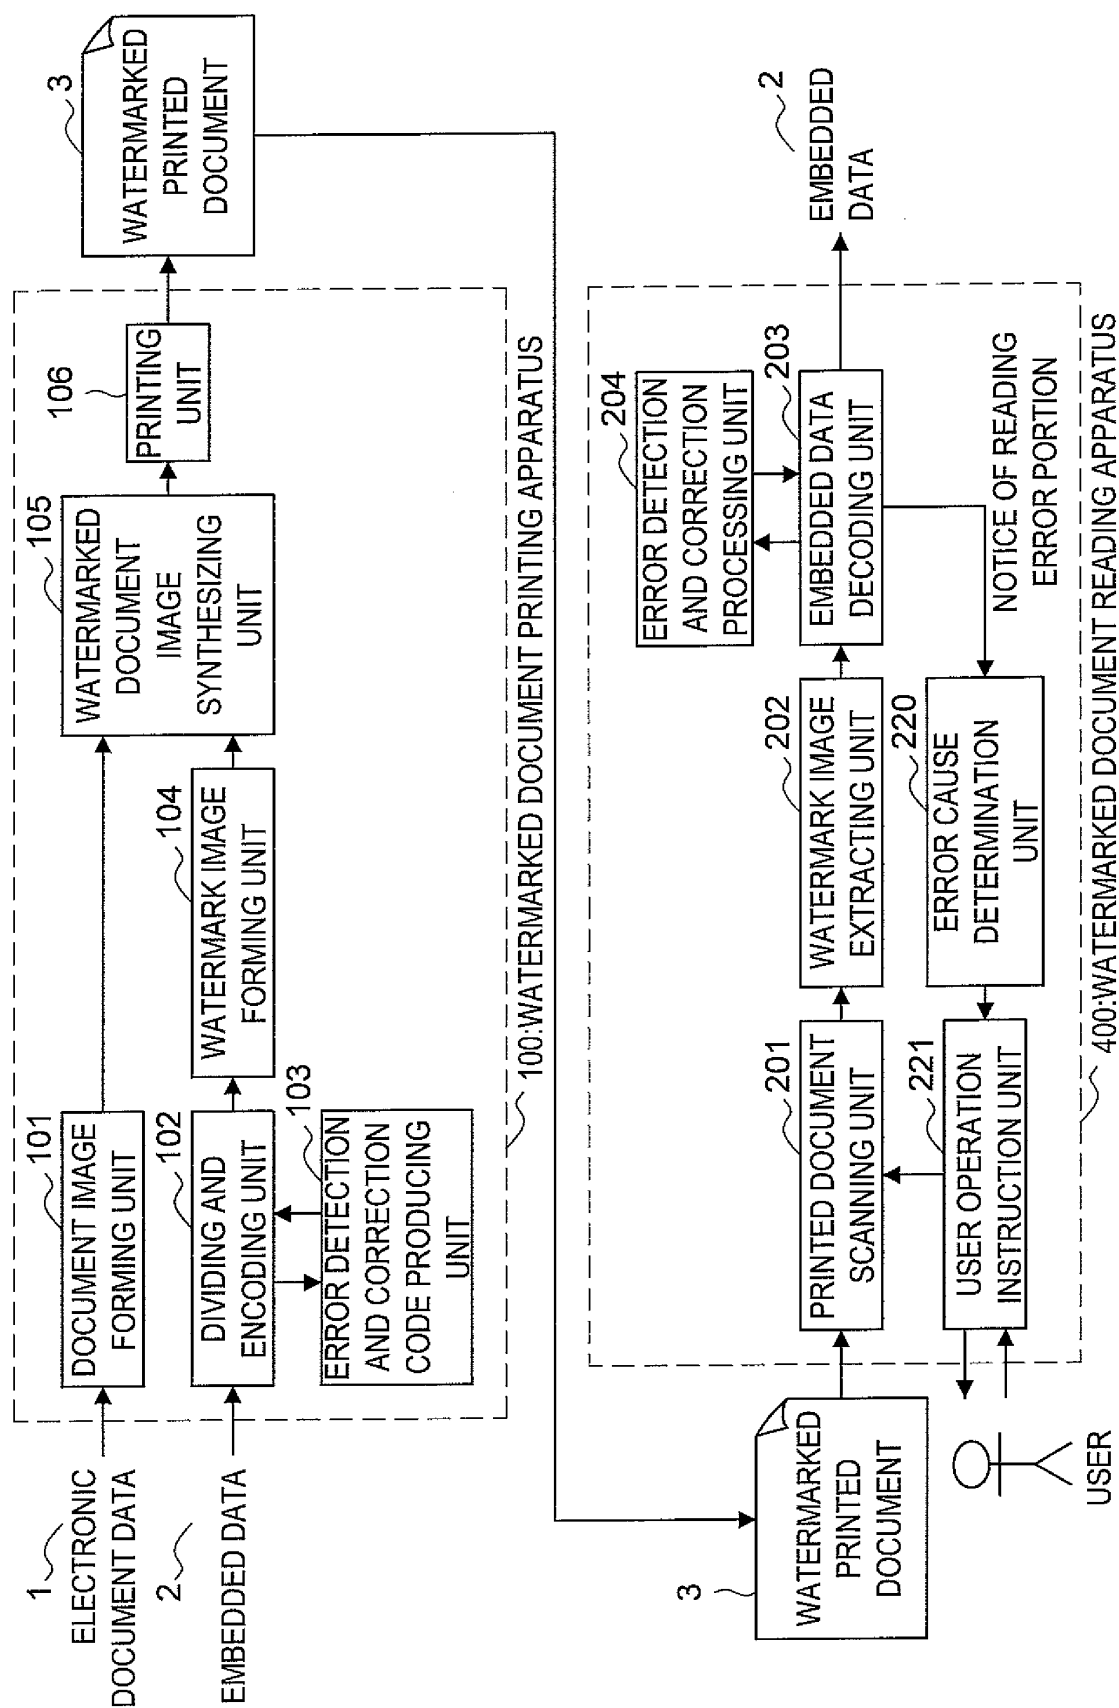 1
ELECTRONIC
DOCUMENT DATA
2
EMBEDDED DATA
101
DOCUMENT IMAGE
FORMING UNIT
102
DIVIDING AND
ENCODING UNIT
103
ERROR DETECTION
AND CORRECTION
CODE PRODUCING
UNIT
104
WATERMARK IMAGE
FORMING UNIT
105
WATERMARKED
DOCUMENT
IMAGE
SYNTHESIZING
UNIT
106
PRINTING
UNIT
3
WATERMARKED
PRINTED
DOCUMENT
100:WATERMARKED DOCUMENT PRINTING APPARATUS
3
WATERMARKED
PRINTED
DOCUMENT
USER
201
PRINTED DOCUMENT
SCANNING UNIT
221
USER OPERATION
INSTRUCTION UNIT
202
WATERMARK IMAGE
EXTRACTING UNIT
220
ERROR CAUSE
DETERMINATION
UNIT
204
ERROR DETECTION
AND CORRECTION
PROCESSING UNIT
203
EMBEDDED DATA
DECODING UNIT
NOTICE OF READING
ERROR PORTION
2
EMBEDDED
DATA
400:WATERMARKED DOCUMENT READING APPARATUS